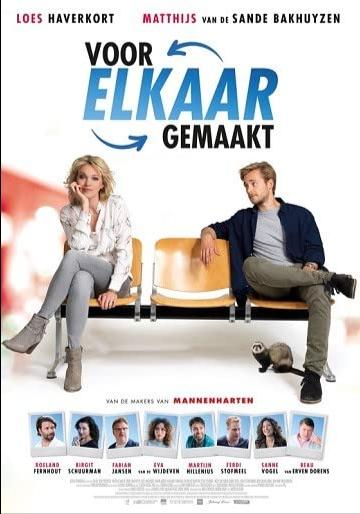 LOES HAVERKORT MATTHIJS VAN DE SANDE BAKHUYZEN
VOOR
ELKAAR
GEMAAKT
VAN DE MAKERS VAN MANNENHARTEN
ROELAND FERNHOUT
BIRGIT SCHUURMAN
FABIAN JANSEN
EVA VAN DE WIJDEVEN
MARTIJN HILLENIUS
FERDI STOFMEEL
SANNE VOGEL
BEAU VAN ERVEN DORENS